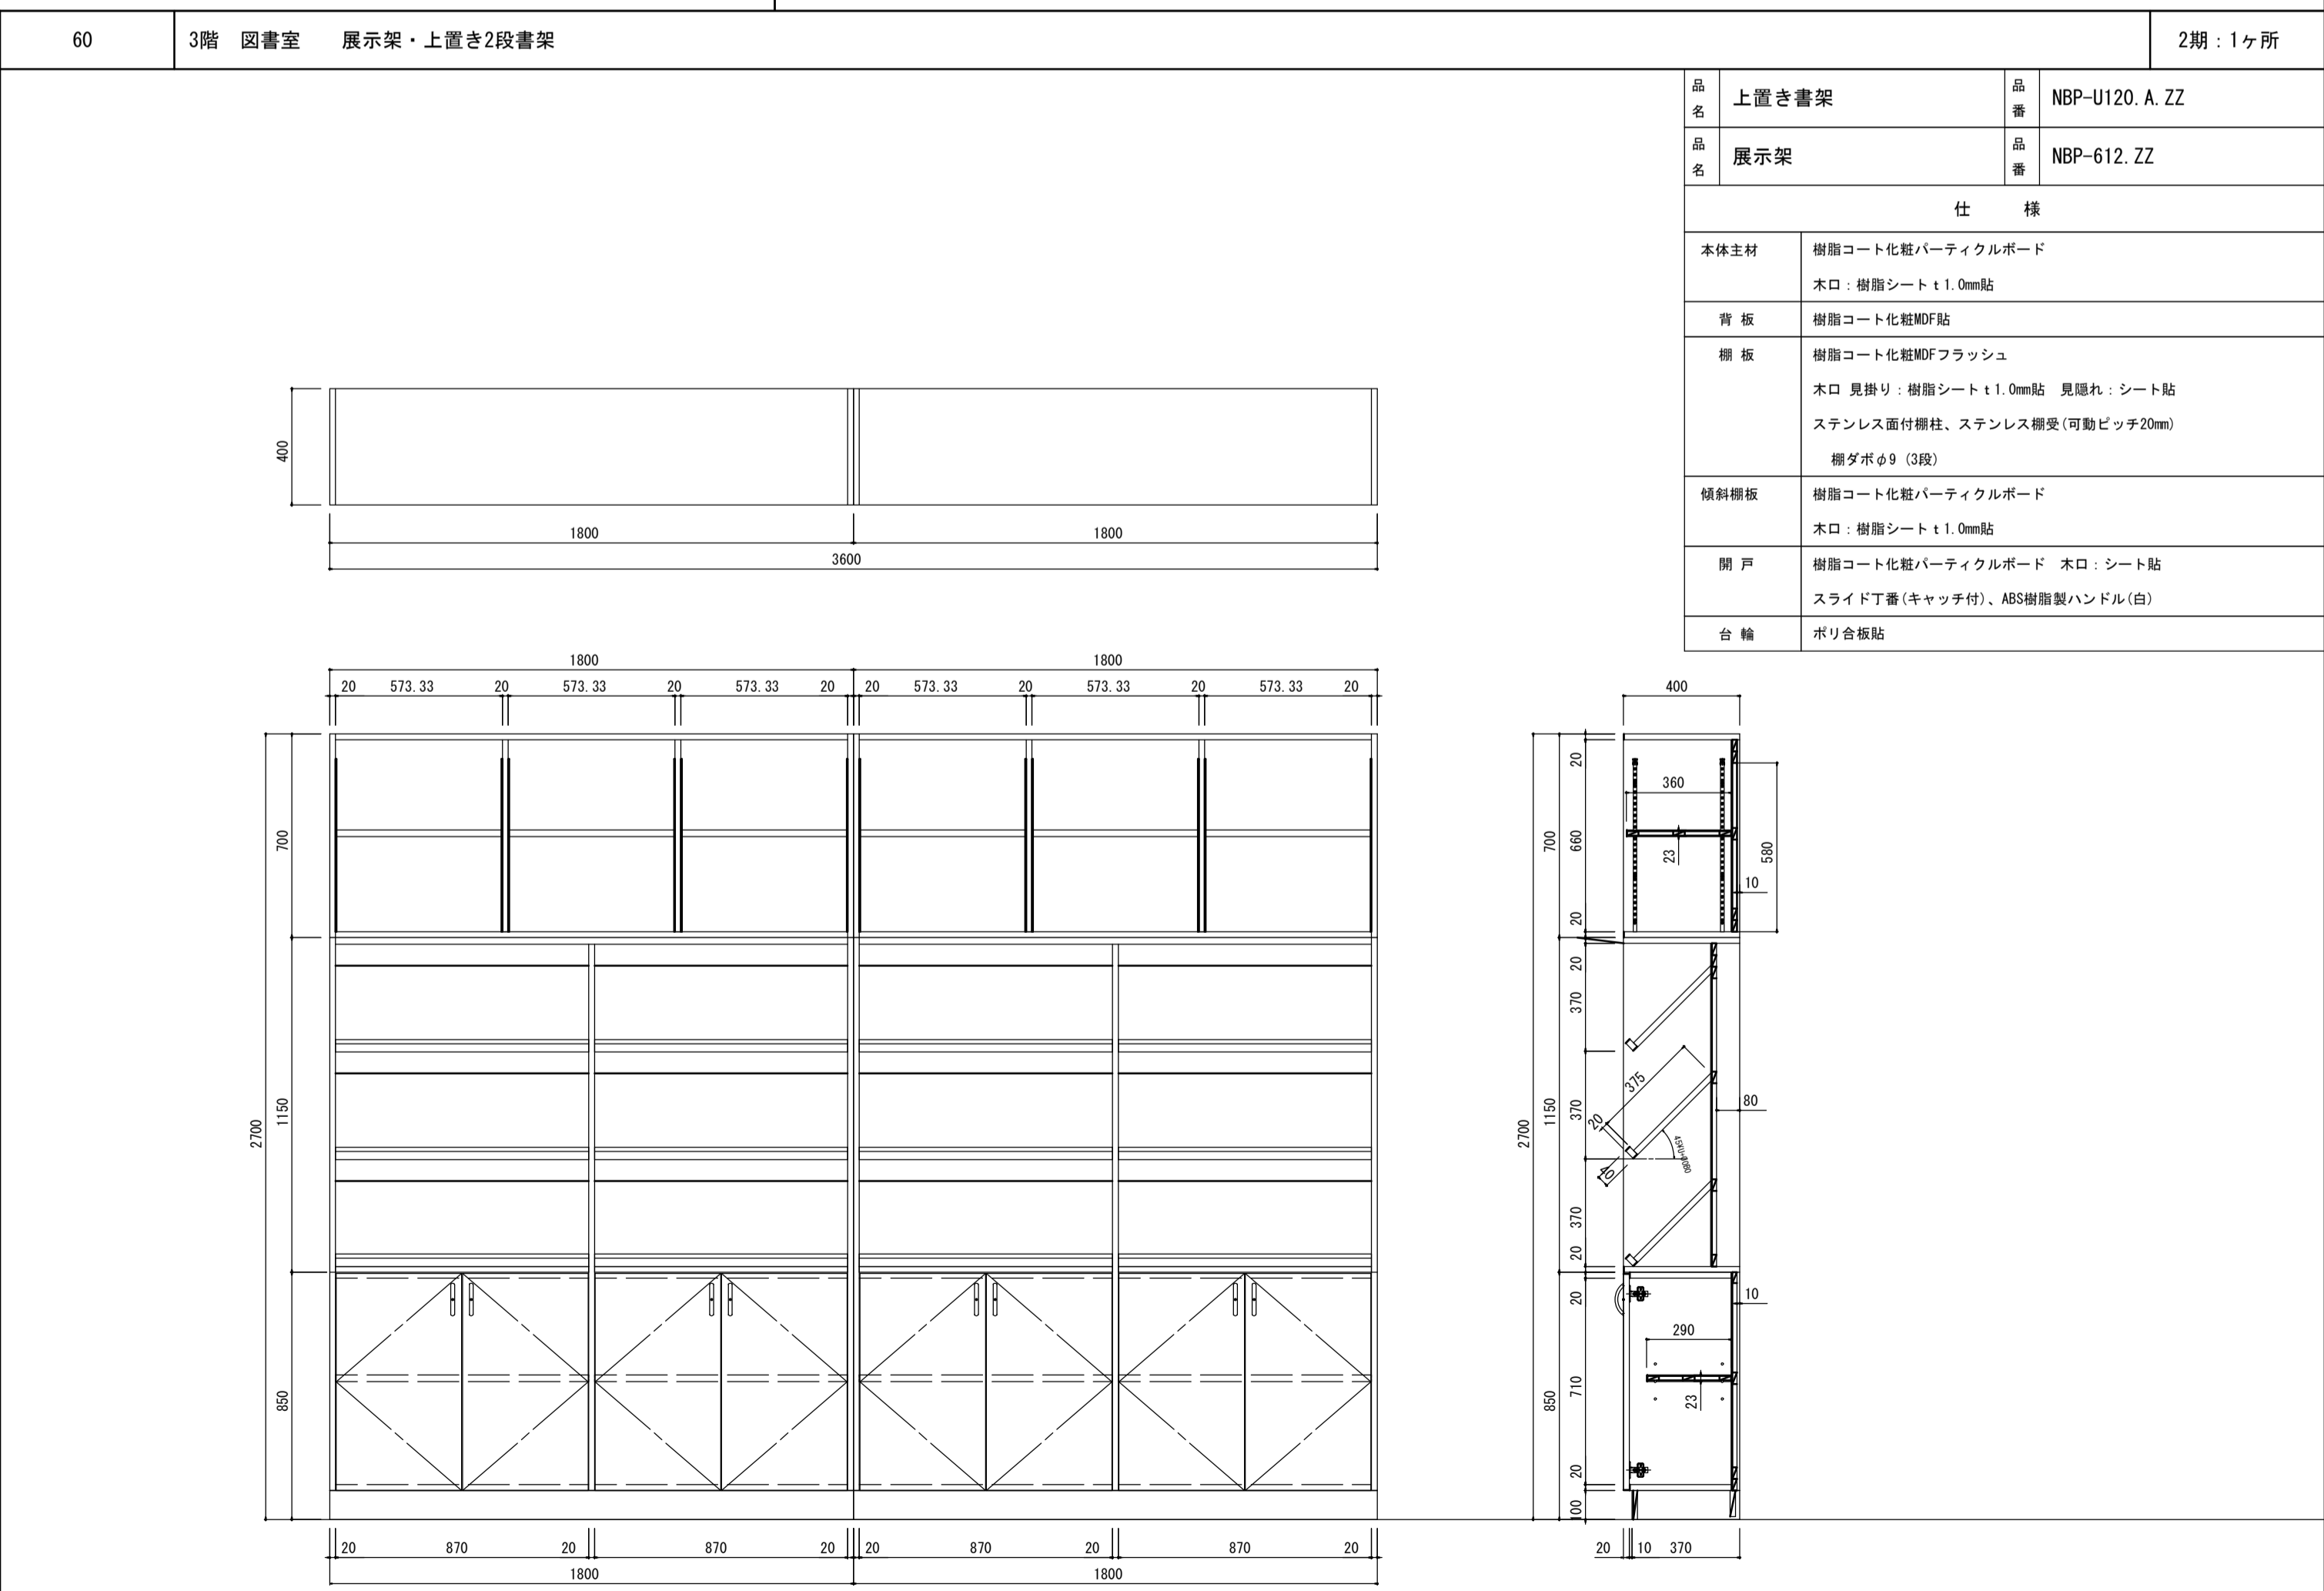 60
3階　図書室　　展示架・上置き2段書架
2期：1ヶ所
品名 上置き書架 品番 NBP-U120.A.ZZ
品名 展示架 品番 NBP-612.ZZ
仕　様
本体主材 樹脂コート化粧パーティクルボード
木口：樹脂シートｔ1.0㎜貼
背 板 樹脂コート化粧MDF貼
棚 板 樹脂コート化粧MDFフラッシュ
木口 見掛り：樹脂シートｔ1.0㎜貼　見隠れ：シート貼
ステンレス面付棚柱、ステンレス棚受(可動ピッチ20㎜)
棚ダボφ9 (3段)
傾斜棚板 樹脂コート化粧パーティクルボード
木口：樹脂シートｔ1.0㎜貼
開 戸 樹脂コート化粧パーティクルボード　木口：シート貼
スライド丁番(キャッチ付)、ABS樹脂製ハンドル(白)
台 輪 ポリ合板貼
400
1800 1800
3600
1800 1800
20 573.33 20 573.33 20 573.33 20 20 573.33 20 573.33 20 573.33 20
2700
700
1150
850
20 870 20 870 20 20 870 20 870 20
1800 1800
400
2700
700
1150
850
20
660
20
20
370
370
370
20
20
710
20
100
360
23
580
10
375
20
40
80
10
290
23
20 10 370